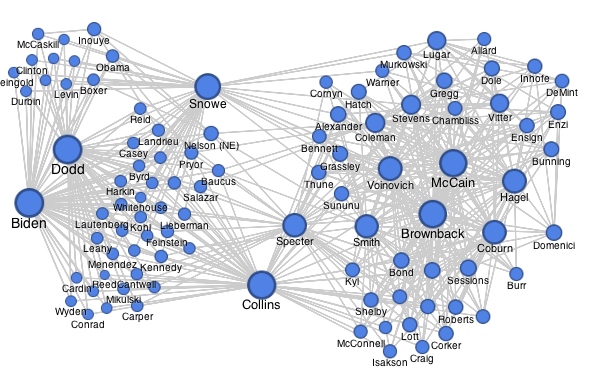 McCaskill
Inouye
Clinton
Obama
eingold
Durbin
Levin
Boxer
Snowe
Reid
Landrieu
Nelson (NE)
Casey
Pryor
Byrd
Baucus
Harkin
Salazar
Whitehouse
Lautenberg
Kohl
Lieberman
Leahy
Feinstein
Menendez
Kennedy
Cardin
Reed
Cantwell
Mikulski
Wyden
Carper
Conrad
Dodd
Biden
Collins
Specter
Lugar
Allard
Murkowski
Warner
Dole
Inhofe
Cornyn
Hatch
Gregg
DeMint
Alexander
Stevens
Chambliss
Vitter
Enzi
Coleman
Ensign
Bennett
Grassley
Bunning
Thune
Voinovich
McCain
Hagel
Sununu
Smith
Brownback
Coburn
Domenici
Kyl
Bond
Sessions
Burr
Shelby
Roberts
McConnell
Lott
Corker
Isakson
Craig